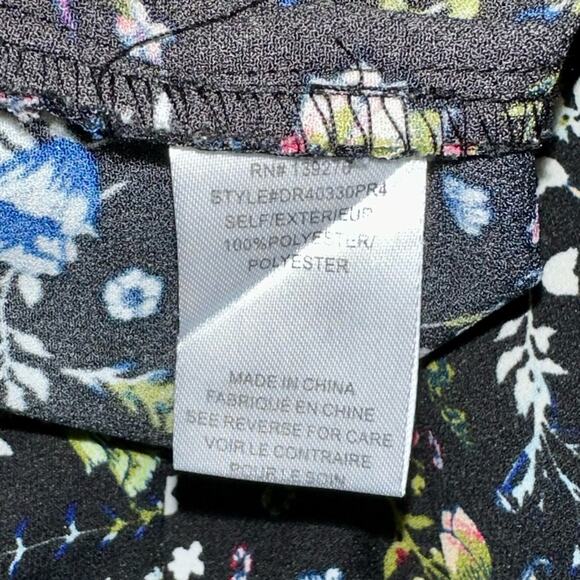 RN# 139276
STYLE#DR40330PR4
SELF/EXTERIEUR
100%POLYESTER/
POLYESTER
MADE IN CHINA
FABRIQUÉ EN CHINE
SEE REVERSE FOR CARE
VOIR LE CONTRAIRE
POUR LE SOIN